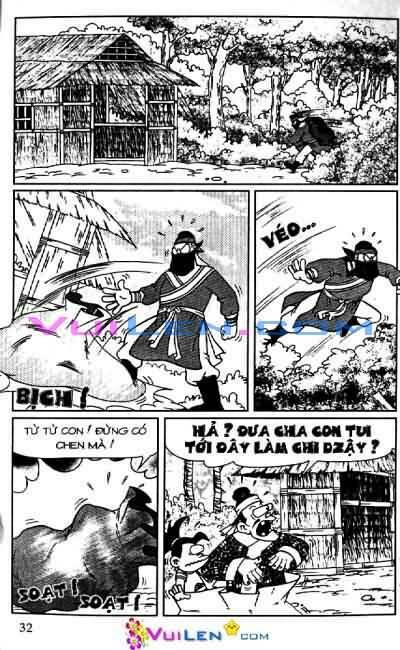 BỊCH!
VÉO...
VUILEN.COM
TỪ TỪ CON! ĐỪNG CÓ
CHEN MÀ!
SOẠT!
SOẠT!
HẢ? ĐƯA CHA CON TUI
TỚI ĐÂY LÀM CHI DZẬY?
32
VUILEN.COM